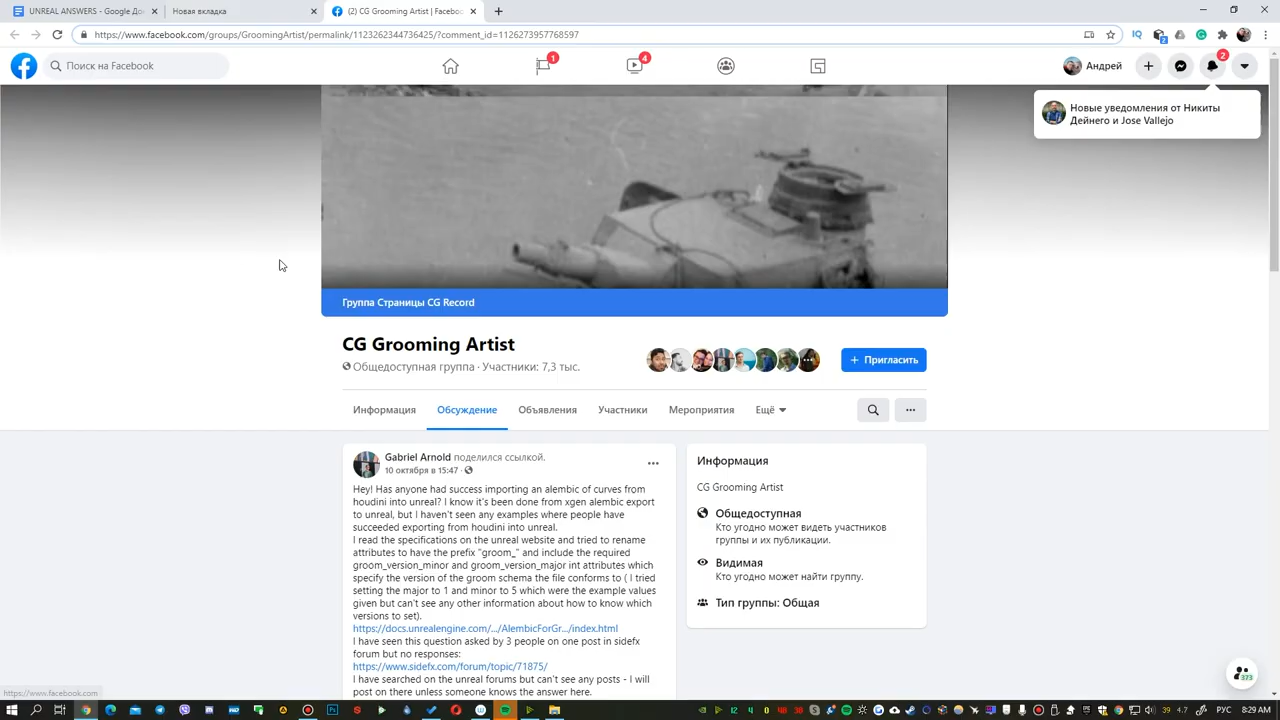 UNREAL ANSWERS - Google До
Новая вкладка
(2) CG Grooming Artist | Facebo
https://www.facebook.com/groups/GroomingArtist/permalink/1123262344736425/?comment_id=1126273957768597
Поиск на Facebook
1
4
Андрей
2
Новые уведомления от Никиты
Дейнего и Jose Vallejo
Группа Страницы CG Record
CG Grooming Artist
Общедоступная группа · Участники: 7,3 тыс.
+ Пригласить
Информация
Обсуждение
Объявления
Участники
Мероприятия
Ещё
Gabriel Arnold поделился ссылкой.
10 октября в 15:47 ·
Hey! Has anyone had success importing an alembic of curves from
houdini into unreal? I know it's been done from xgen alembic export
to unreal, but I haven't seen any examples where people have
succeeded exporting from houdini into unreal.
I read the specifications on the unreal website and tried to rename
attributes to have the prefix "groom_" and include the required
groom_version_minor and groom_version_major int attributes which
specify the version of the groom schema the file conforms to ( I tried
setting the major to 1 and minor to 5 which were the example values
given but can't see any other information about how to know which
versions to set).
https://docs.unrealengine.com/.../AlembicForGr.../index.html
I have seen this question asked by 3 people on one post in sidefx
forum but no responses:
https://www.sidefx.com/forum/topic/71875/
I have searched on the unreal forums but can't see any posts - I will
post on there unless someone knows the answer here.
Информация
CG Grooming Artist
Общедоступная
Кто угодно может видеть участников
группы и их публикации.
Видимая
Кто угодно может найти группу.
Тип группы: Общая
373
https://www.facebook.com
РУС
8:29 AM